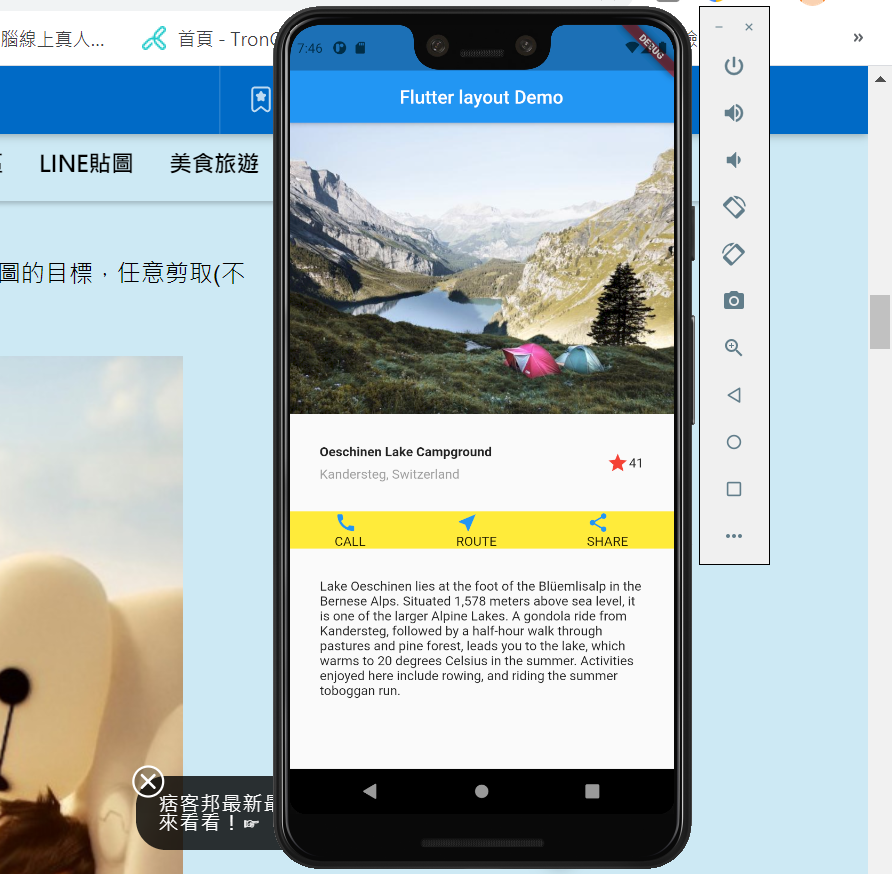 腦線上真人...
首頁 - Tron
»
LINE貼圖
美食旅遊
圖的目標，任意剪取(不
痞客邦最新
來看看！☞
7:46
DEBUG
Flutter layout Demo
Oeschinen Lake Campground
Kandersteg, Switzerland
41
CALL
ROUTE
SHARE
Lake Oeschinen lies at the foot of the Blüemlisalp in the
Bernese Alps. Situated 1,578 meters above sea level, it
is one of the larger Alpine Lakes. A gondola ride from
Kandersteg, followed by a half-hour walk through
pastures and pine forest, leads you to the lake, which
warms to 20 degrees Celsius in the summer. Activities
enjoyed here include rowing, and riding the summer
toboggan run.